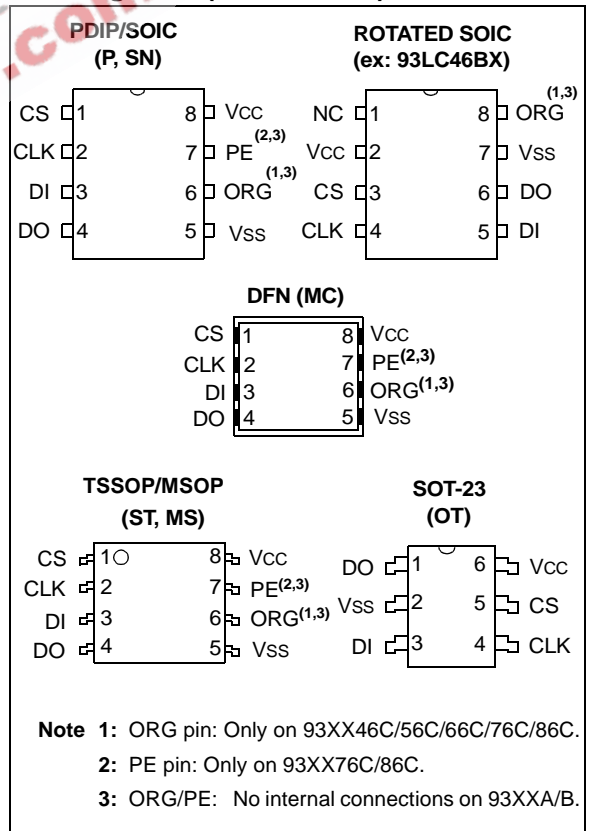 .com
PDIP/SOIC
(P, SN)
CS 1 8 VCC
CLK 2 7 PE(2,3)
DI 3 6 ORG(1,3)
DO 4 5 VSS
ROTATED SOIC
(ex: 93LC46BX)
NC 1 8 ORG(1,3)
VCC 2 7 VSS
CS 3 6 DO
CLK 4 5 DI
DFN (MC)
CS 1 8 VCC
CLK 2 7 PE(2,3)
DI 3 6 ORG(1,3)
DO 4 5 VSS
TSSOP/MSOP
(ST, MS)
CS 1 8 VCC
CLK 2 7 PE(2,3)
DI 3 6 ORG(1,3)
DO 4 5 VSS
SOT-23
(OT)
DO 1 6 VCC
VSS 2 5 CS
DI 3 4 CLK
Note 1: ORG pin: Only on 93XX46C/56C/66C/76C/86C.
2: PE pin: Only on 93XX76C/86C.
3: ORG/PE: No internal connections on 93XXA/B.